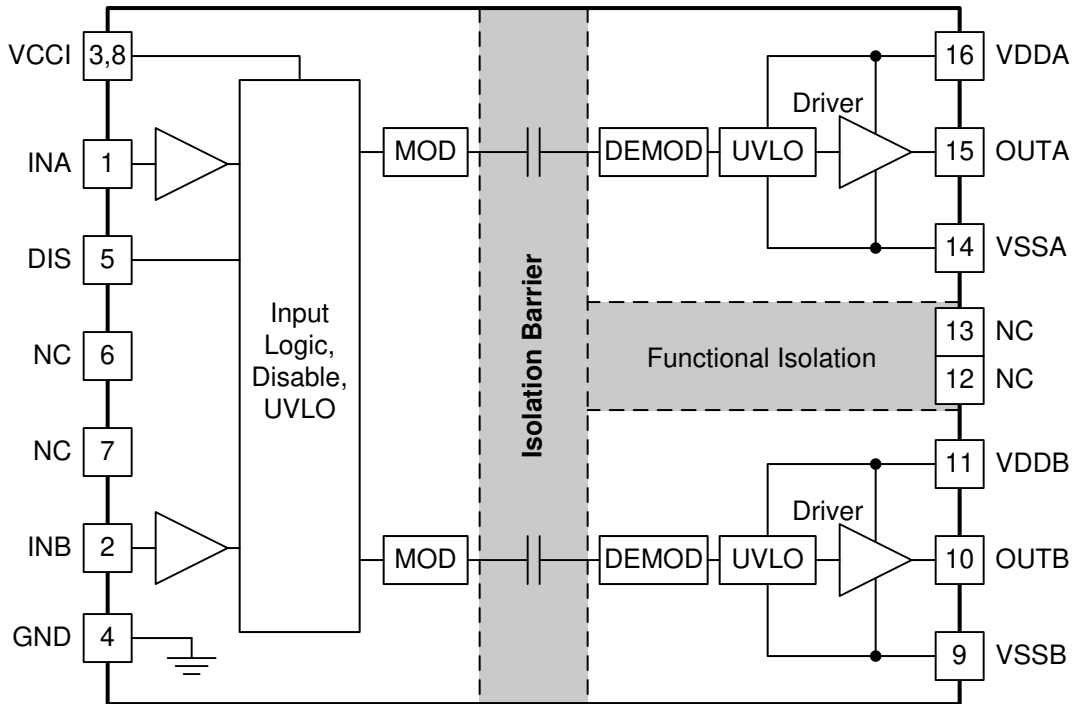 VCCI 3,8
INA 1
DIS 5
NC 6
NC 7
INB 2
GND 4
Input
Logic,
Disable,
UVLO
MOD
MOD
Isolation Barrier
DEMOD UVLO
Driver
16 VDDA
15 OUTA
14 VSSA
Functional Isolation
13 NC
12 NC
DEMOD UVLO
Driver
11 VDDB
10 OUTB
9 VSSB